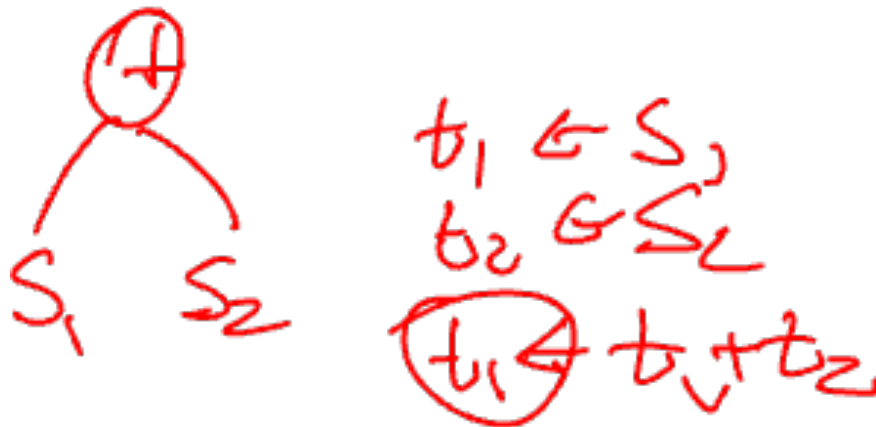 +
S₁ S₂
t₁ ← S₁
t₂ ← S₂
t₁ ← t₁ + t₂